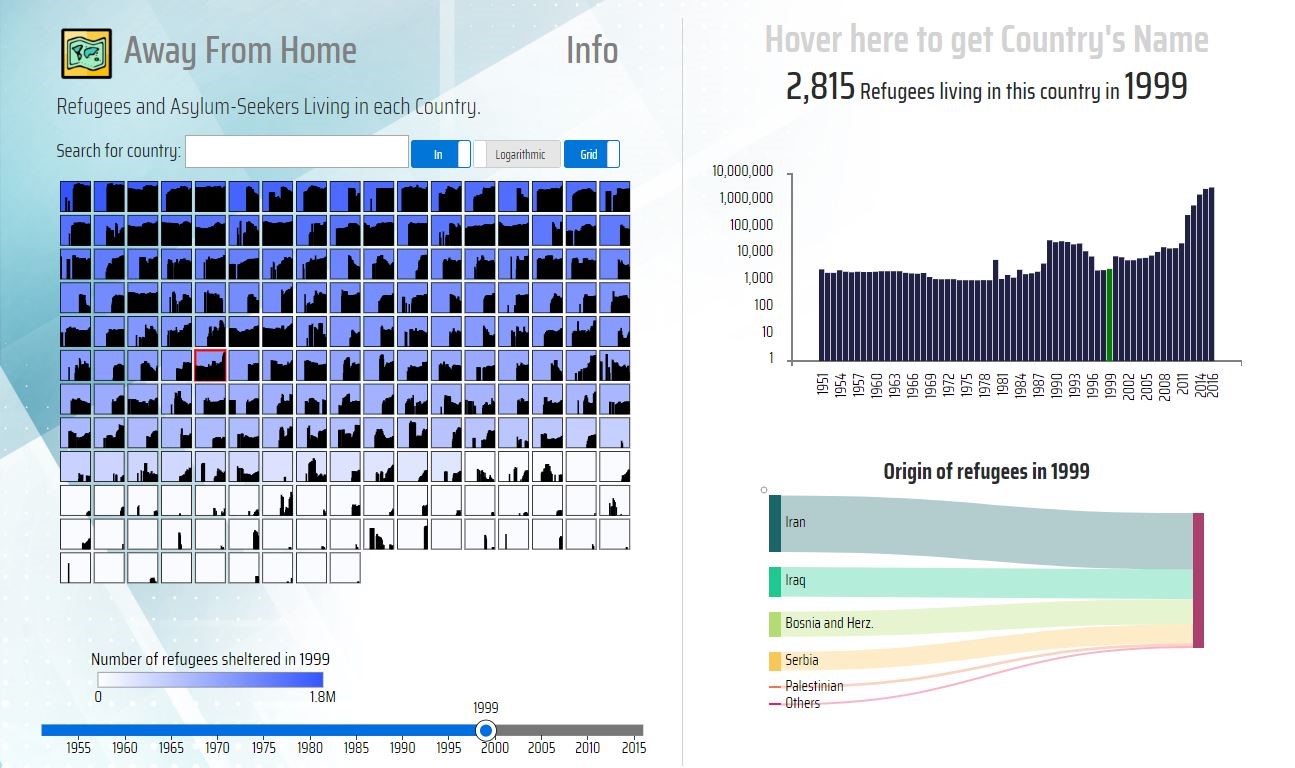 Away From Home
Info
Refugees and Asylum-Seekers Living in each Country.
Search for country:
In
Logarithmic
Grid
Number of refugees sheltered in 1999
0
1.8M
1999
1955
1960
1965
1970
1975
1980
1985
1990
1995
2000
2005
2010
2015
Hover here to get Country's Name
2,815 Refugees living in this country in 1999
10,000,000
1,000,000
100,000
10,000
1,000
100
10
1
1951
1954
1957
1960
1963
1966
1969
1972
1975
1978
1981
1984
1987
1990
1993
1996
1999
2002
2005
2008
2011
2014
2016
Origin of refugees in 1999
Iran
Iraq
Bosnia and Herz.
Serbia
Palestinian
Others